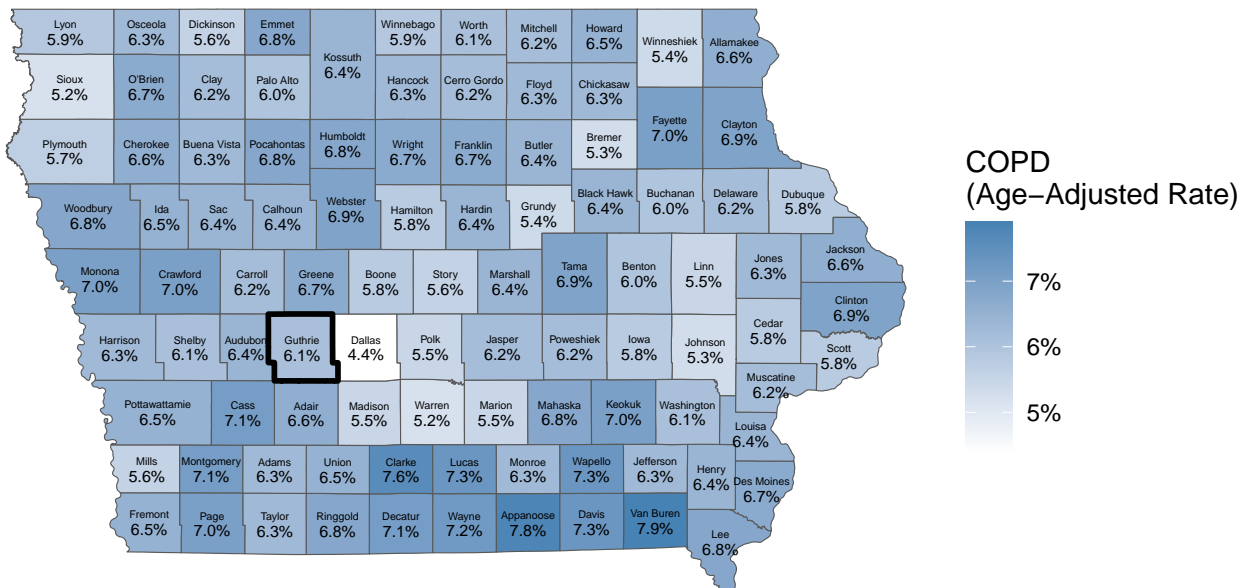 Lyon
5.9%
Osceola
6.3%
Dickinson
5.6%
Emmet
6.8%
Kossuth
6.4%
Winnebago
5.9%
Worth
6.1%
Mitchell
6.2%
Howard
6.5%
Winneshiek
5.4%
Allamakee
6.6%
Sioux
5.2%
O'Brien
6.7%
Clay
6.2%
Palo Alto
6.0%
Hancock
6.3%
Cerro Gordo
6.2%
Floyd
6.3%
Chickasaw
6.3%
Fayette
7.0%
Clayton
6.9%
Plymouth
5.7%
Cherokee
6.6%
Buena Vista
6.3%
Pocahontas
6.8%
Humboldt
6.8%
Wright
6.7%
Franklin
6.7%
Butler
6.4%
Bremer
5.3%
Woodbury
6.8%
Ida
6.5%
Sac
6.4%
Calhoun
6.4%
Webster
6.9%
Hamilton
5.8%
Hardin
6.4%
Grundy
5.4%
Black Hawk
6.4%
Buchanan
6.0%
Delaware
6.2%
Dubuque
5.8%
Monona
7.0%
Crawford
7.0%
Carroll
6.2%
Greene
6.7%
Boone
5.8%
Story
5.6%
Marshall
6.4%
Tama
6.9%
Benton
6.0%
Linn
5.5%
Jones
6.3%
Jackson
6.6%
Clinton
6.9%
Harrison
6.3%
Shelby
6.1%
Audubon
6.4%
Guthrie
6.1%
Dallas
4.4%
Polk
5.5%
Jasper
6.2%
Poweshiek
6.2%
Iowa
5.8%
Johnson
5.3%
Cedar
5.8%
Scott
5.8%
Muscatine
6.2%
Pottawattamie
6.5%
Cass
7.1%
Adair
6.6%
Madison
5.5%
Warren
5.2%
Marion
5.5%
Mahaska
6.8%
Keokuk
7.0%
Washington
6.1%
Louisa
6.4%
Mills
5.6%
Montgomery
7.1%
Adams
6.3%
Union
6.5%
Clarke
7.6%
Lucas
7.3%
Monroe
6.3%
Wapello
7.3%
Jefferson
6.3%
Henry
6.4%
Des Moines
6.7%
Fremont
6.5%
Page
7.0%
Taylor
6.3%
Ringgold
6.8%
Decatur
7.1%
Wayne
7.2%
Appanoose
7.8%
Davis
7.3%
Van Buren
7.9%
Lee
6.8%
COPD
(Age−Adjusted Rate)
7%
6%
5%